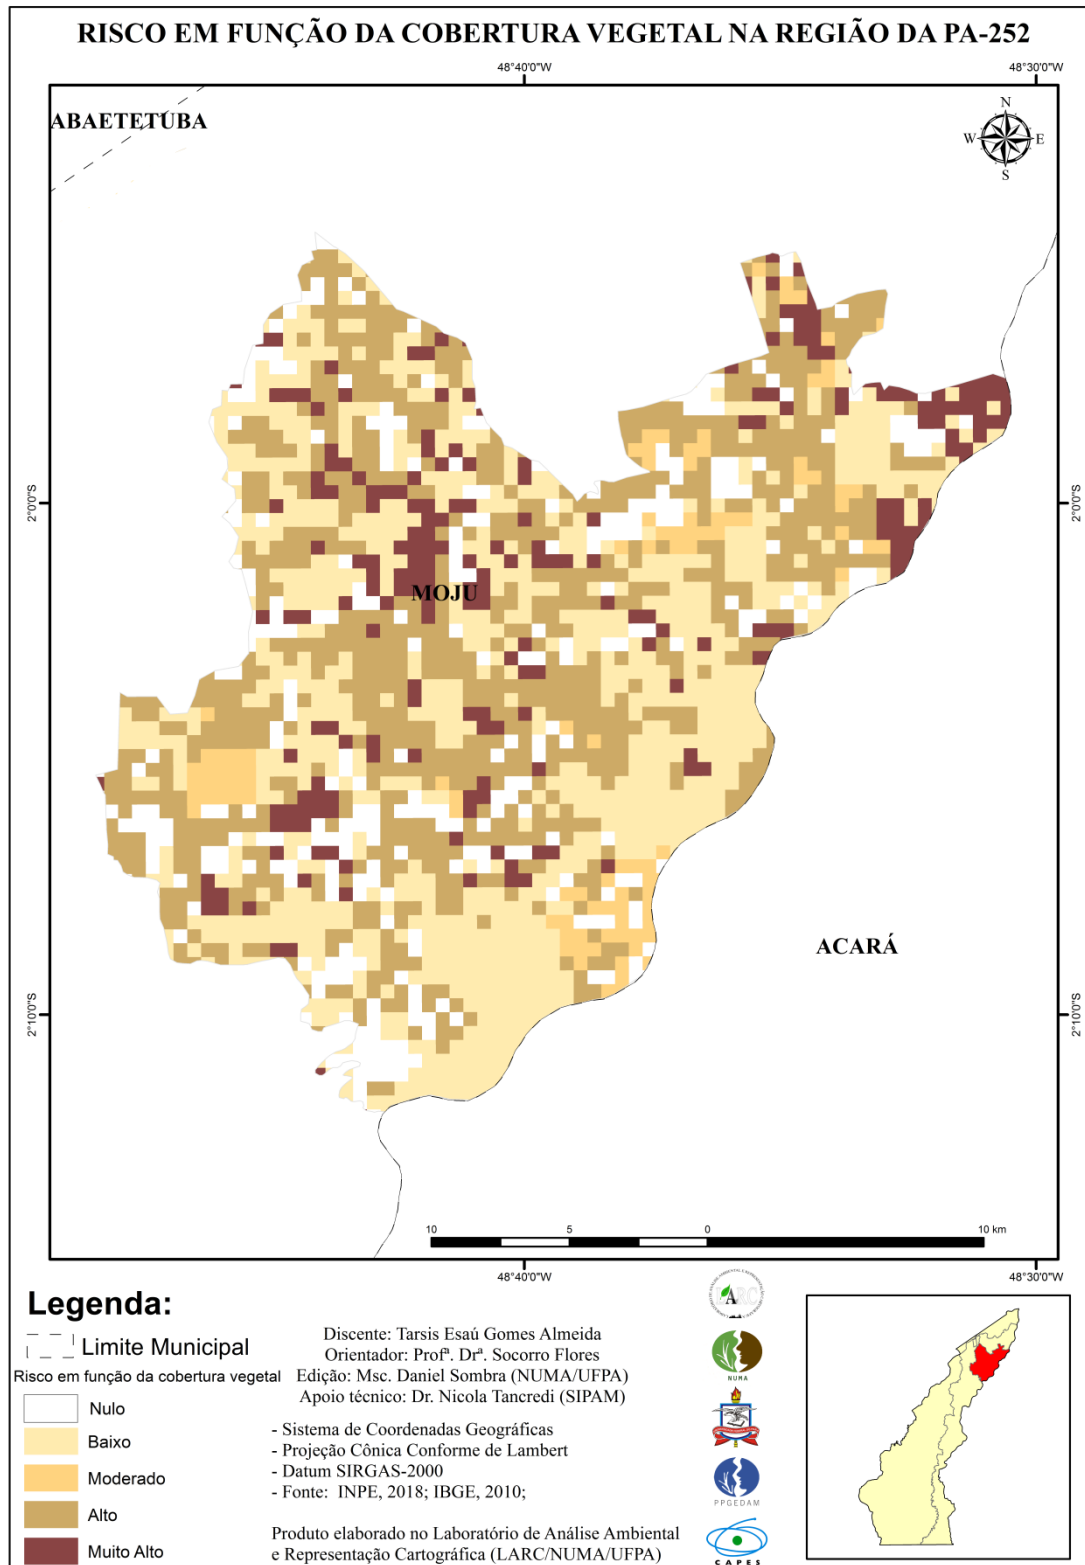 RISCO EM FUNÇÃO DA COBERTURA VEGETAL NA REGIÃO DA PA-252
48°40'0"W
48°30'0"W
ABAETETUBA
N
W
E
S
2°0'0"S
2°0'0"S
MOJU
ACARÁ
2°10'0"S
2°10'0"S
10
5
0
10 km
48°40'0"W
48°30'0"W
Legenda:
Limite Municipal
Risco em função da cobertura vegetal
Nulo
Baixo
Moderado
Alto
Muito Alto
Discente: Tarsis Esaú Gomes Almeida
Orientador: Profª. Drª. Socorro Flores
Edição: Msc. Daniel Sombra (NUMA/UFPA)
Apoio técnico: Dr. Nicola Tancredi (SIPAM)
- Sistema de Coordenadas Geográficas
- Projeção Cônica Conforme de Lambert
- Datum SIRGAS-2000
- Fonte: INPE, 2018; IBGE, 2010;
Produto elaborado no Laboratório de Análise Ambiental
e Representação Cartográfica (LARC/NUMA/UFPA)
LARC
NUMA
PPGEDAM
CAPES